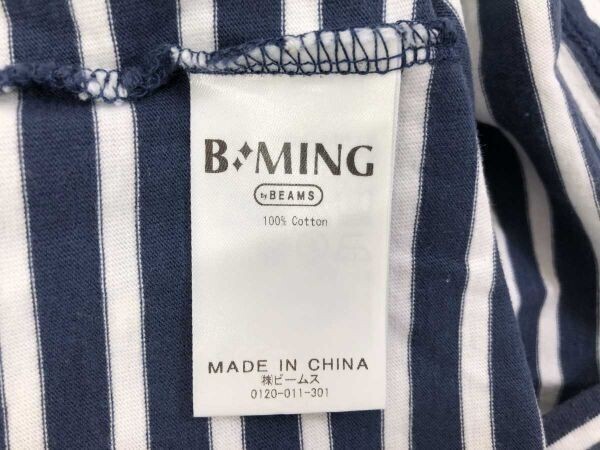 B:MING
by BEAMS
100% Cotton
MADE IN CHINA
㈱ビームス
0120-011-301